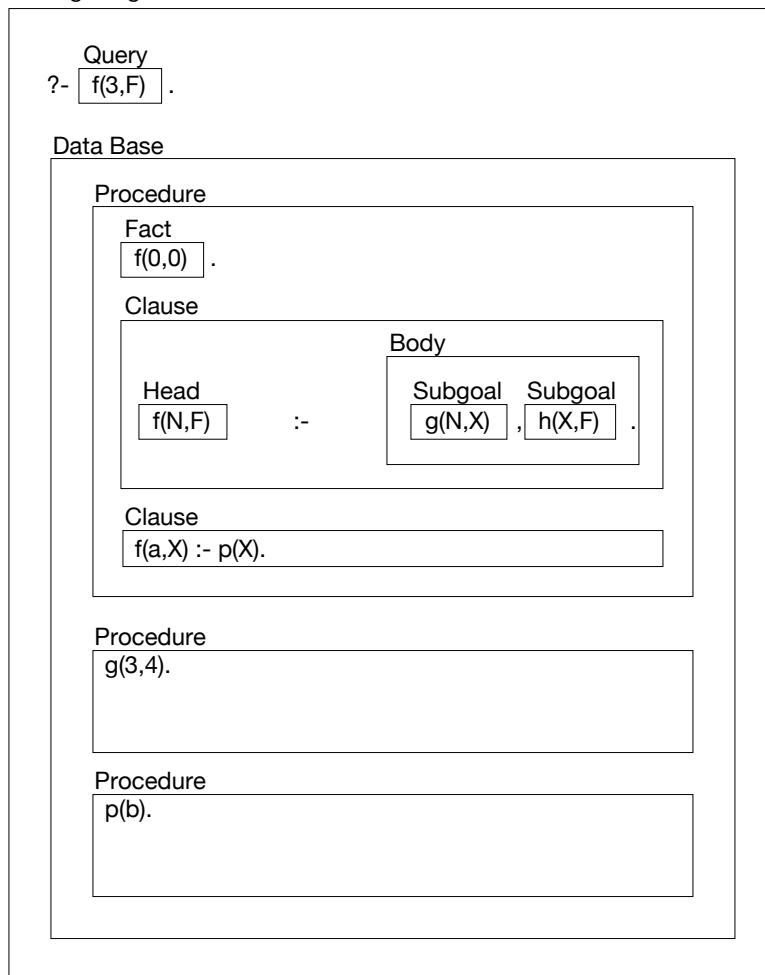 Query
?- f(3,F) .
Data Base
Procedure
Fact
f(0,0) .
Clause
Body
Head Subgoal Subgoal
f(N,F) :- g(N,X) , h(X,F) .
Clause
f(a,X) :- p(X).
Procedure
g(3,4).
Procedure
p(b).